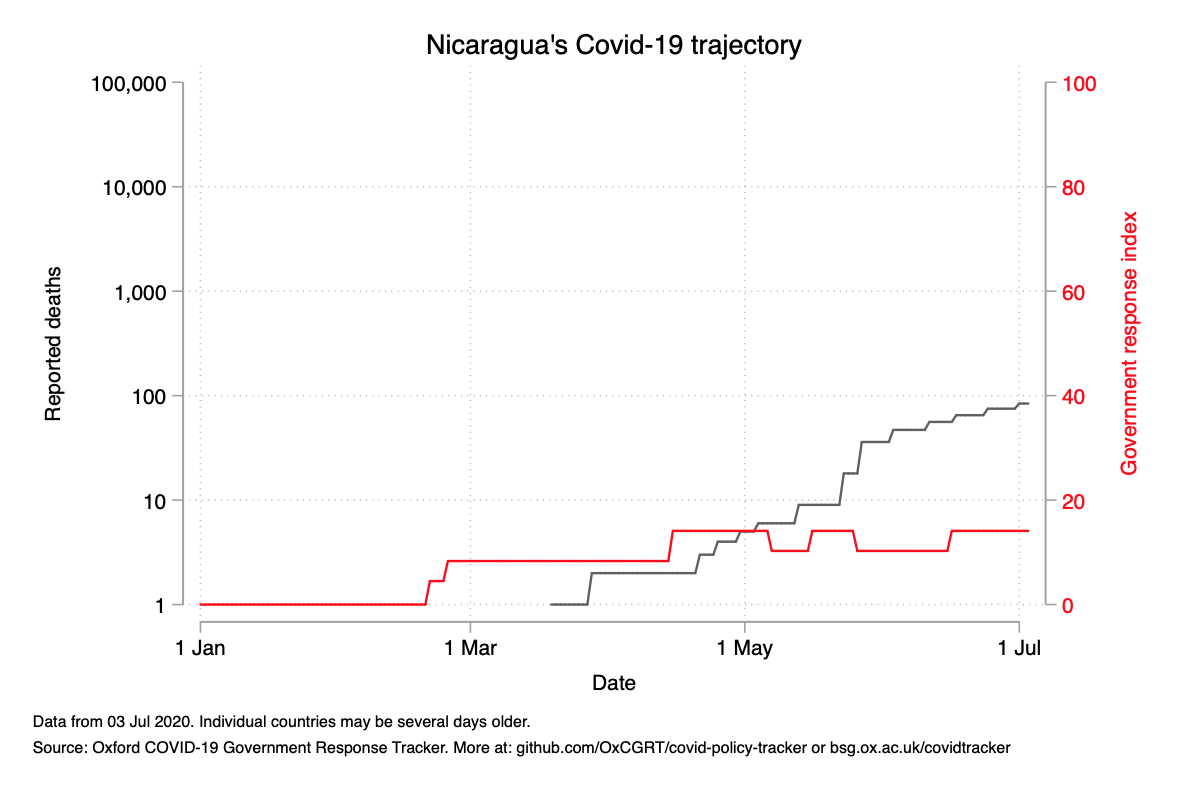 Nicaragua's Covid-19 trajectory
100,000
10,000
1,000
100
10
1
Reported deaths
100
80
60
40
20
0
Government response index
1 Jan
1 Mar
1 May
1 Jul
Date
Data from 03 Jul 2020. Individual countries may be several days older.
Source: Oxford COVID-19 Government Response Tracker. More at: github.com/OxCGRT/covid-policy-tracker or bsg.ox.ac.uk/covidtracker